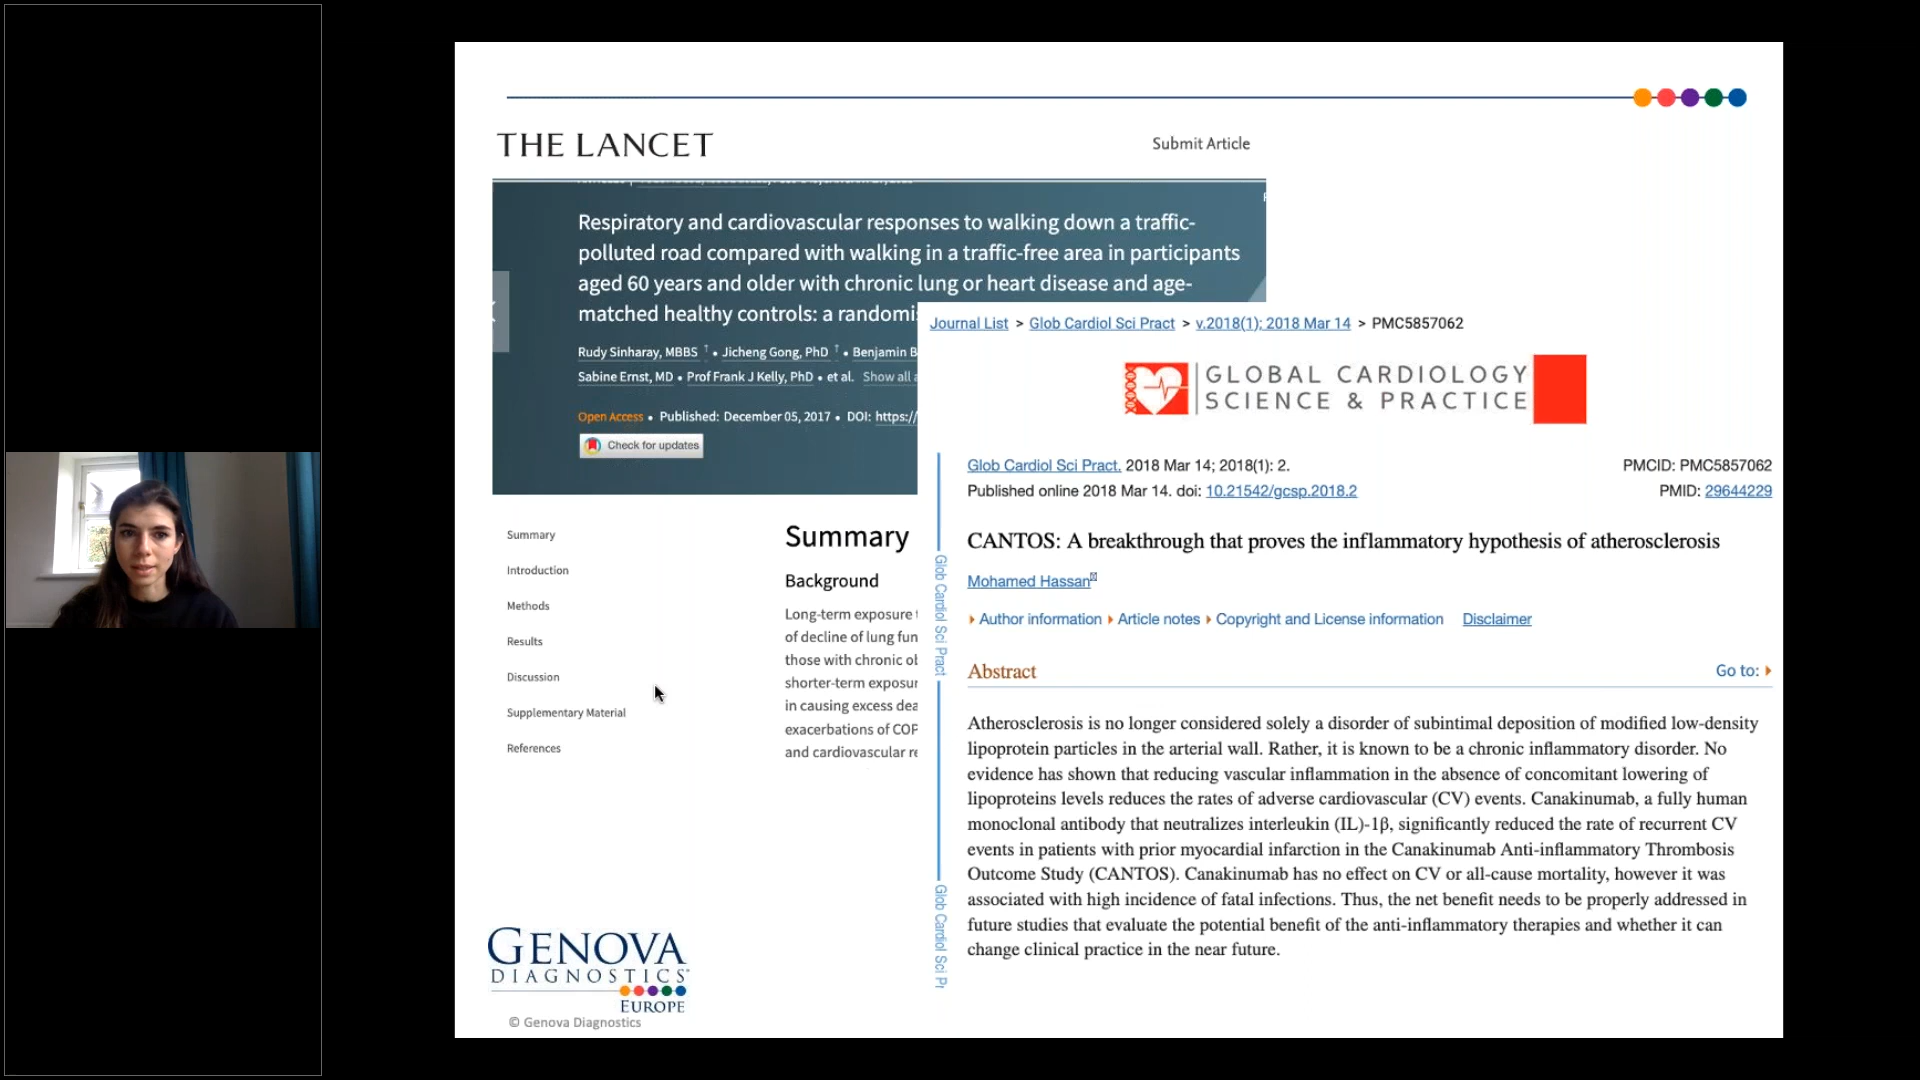 THE LANCET
Submit Article
Respiratory and cardiovascular responses to walking down a traffic-
polluted road compared with walking in a traffic-free area in participants
aged 60 years and older with chronic lung or heart disease and age-
matched healthy controls: a randomi
Rudy Sinharay, MBBS † • Jicheng Gong, PhD † • Benjamin B
Sabine Ernst, MD • Prof Frank J Kelly, PhD • et al. Show all a
Open Access • Published: December 05, 2017 • DOI: https://
Check for updates
Summary
Introduction
Methods
Results
Discussion
Supplementary Material
References
Summary
Background
Long-term exposure
of decline of lung fun
those with chronic ob
shorter-term exposur
in causing excess dea
exacerbations of COP
and cardiovascular re
Journal List > Glob Cardiol Sci Pract > v.2018(1); 2018 Mar 14 > PMC5857062
GLOBAL CARDIOLOGY
SCIENCE & PRACTICE
Glob Cardiol Sci Pract. 2018 Mar 14; 2018(1): 2.
PMCID: PMC5857062
Published online 2018 Mar 14. doi: 10.21542/gcsp.2018.2
PMID: 29644229
CANTOS: A breakthrough that proves the inflammatory hypothesis of atherosclerosis
Mohamed Hassan
Author information Article notes Copyright and License information Disclaimer
Abstract
Go to:
Atherosclerosis is no longer considered solely a disorder of subintimal deposition of modified low-density
lipoprotein particles in the arterial wall. Rather, it is known to be a chronic inflammatory disorder. No
evidence has shown that reducing vascular inflammation in the absence of concomitant lowering of
lipoproteins levels reduces the rates of adverse cardiovascular (CV) events. Canakinumab, a fully human
monoclonal antibody that neutralizes interleukin (IL)-1β, significantly reduced the rate of recurrent CV
events in patients with prior myocardial infarction in the Canakinumab Anti-inflammatory Thrombosis
Outcome Study (CANTOS). Canakinumab has no effect on CV or all-cause mortality, however it was
associated with high incidence of fatal infections. Thus, the net benefit needs to be properly addressed in
future studies that evaluate the potential benefit of the anti-inflammatory therapies and whether it can
change clinical practice in the near future.
Glob Cardiol Sci Pract
Glob Cardiol Sci Pr
GENOVA
DIAGNOSTICS
EUROPE
© Genova Diagnostics